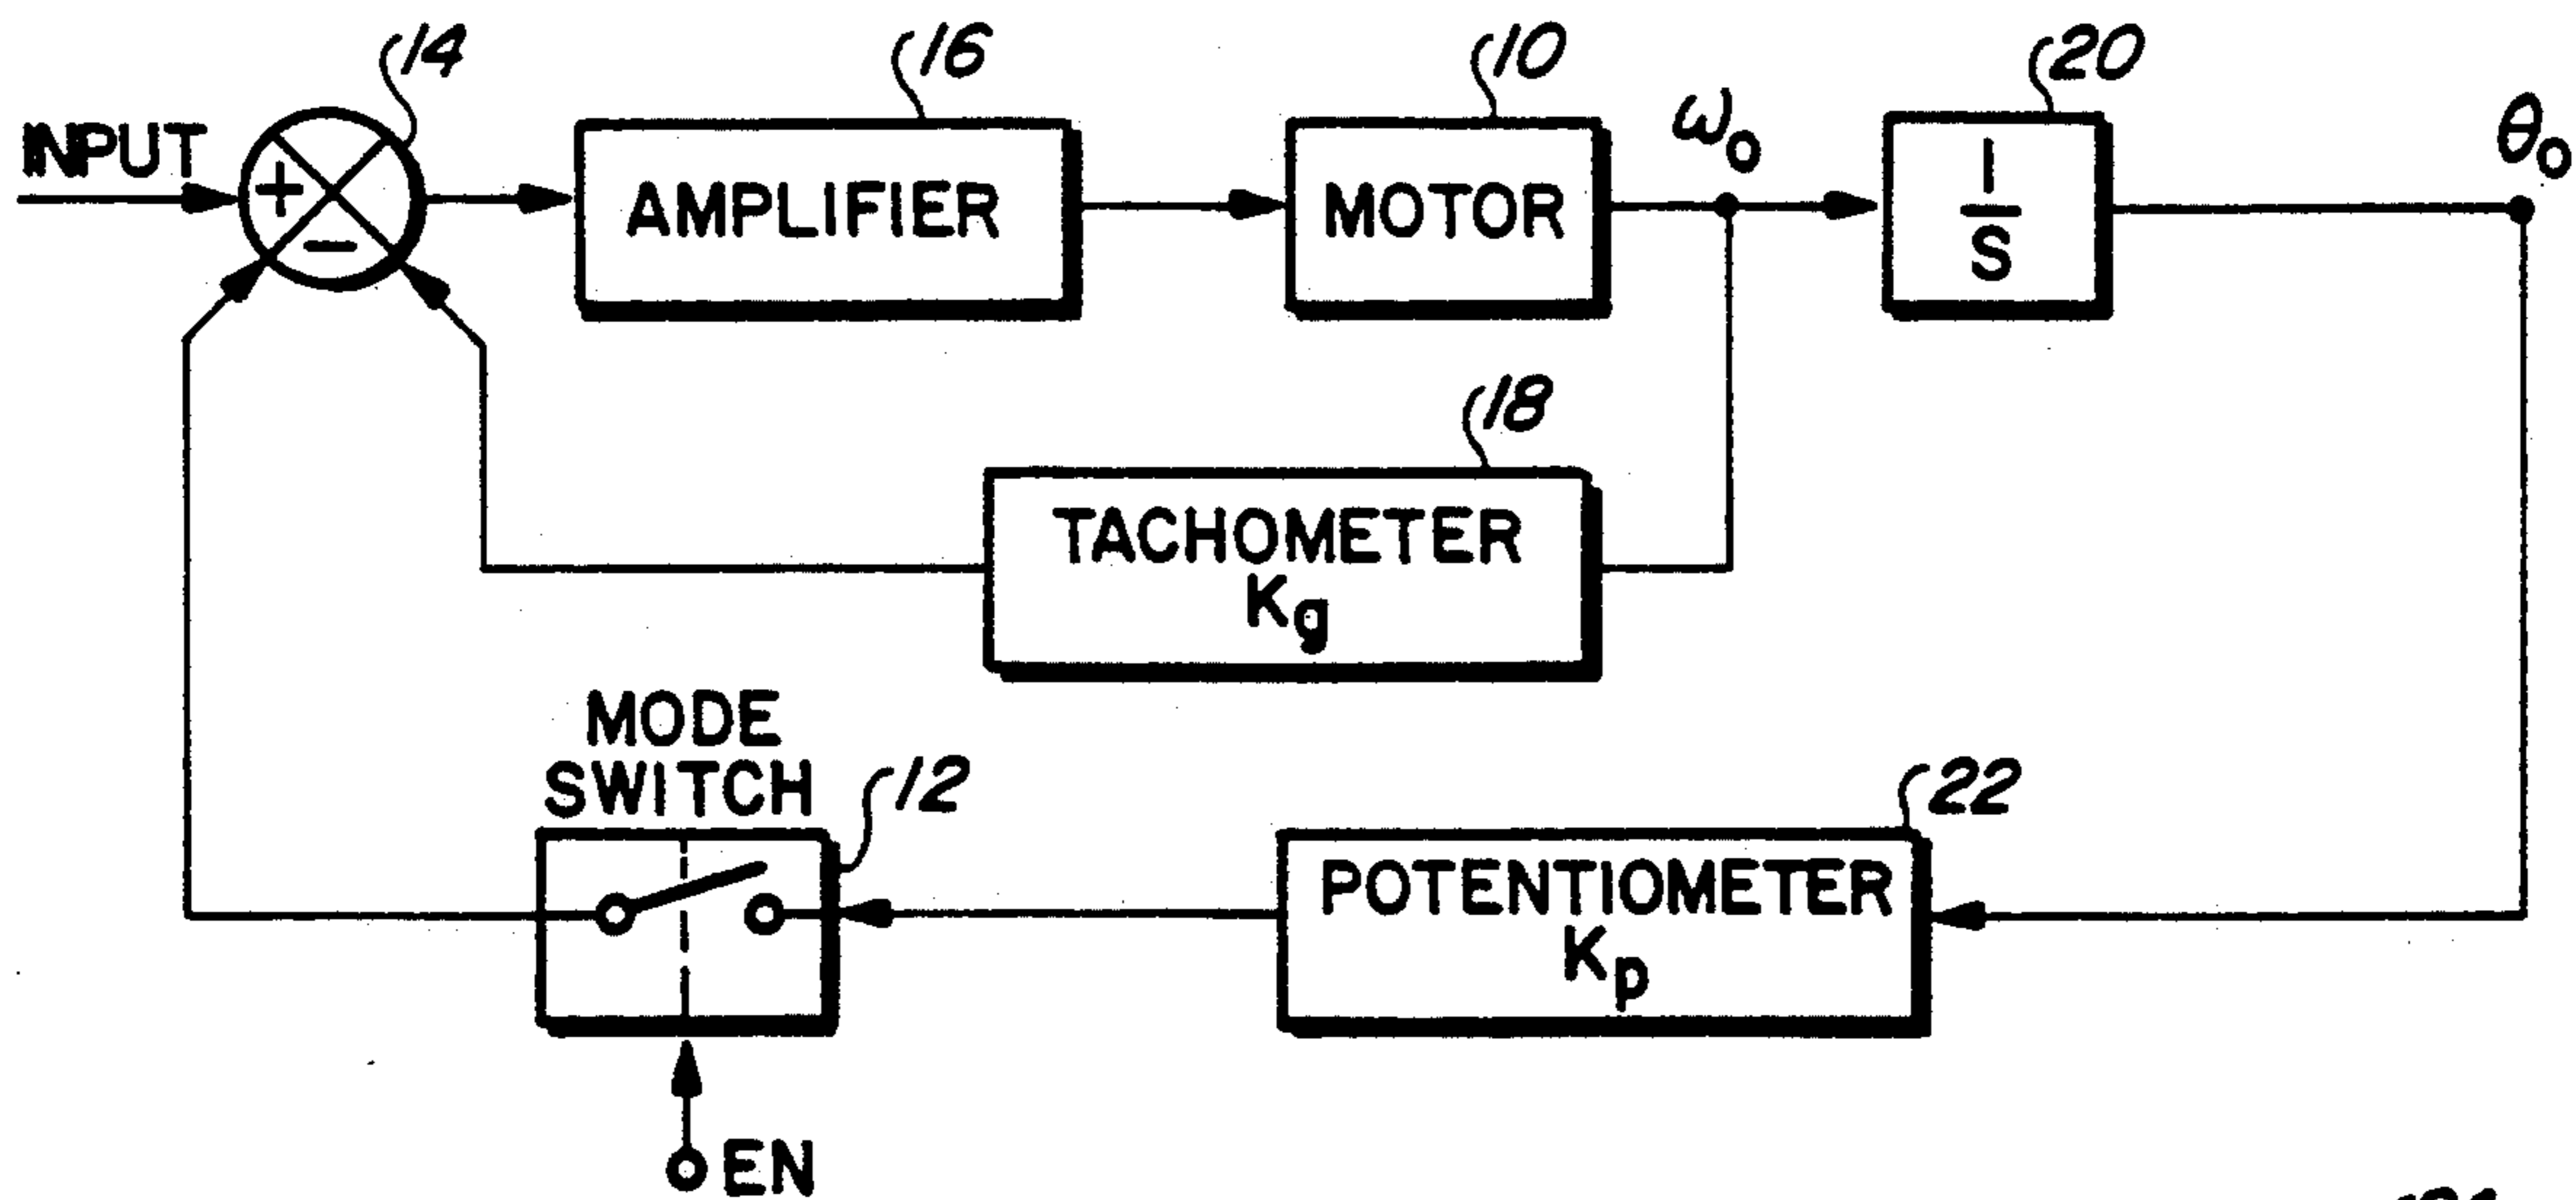 14
16
10
20
INPUT
ω₀
θ₀
+
−
AMPLIFIER
MOTOR
1
S
18
TACHOMETER
Kg
MODE
SWITCH
12
22
POTENTIOMETER
Kp
EN